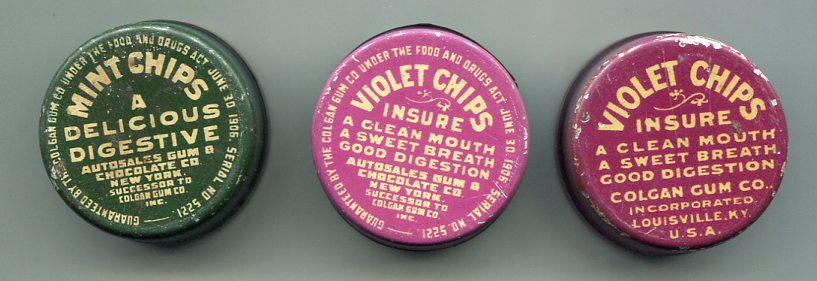 GUARANTEED BY THE COLGAN GUM CO UNDER THE FOOD AND DRUGS ACT JUNE 30, 1906/SERIAL NO. 5221
MINT CHIPS
A
DELICIOUS
DIGESTIVE
AUTOSALES GUM &
CHOCOLATE CO.
NEW YORK.
SUCCESSOR TO
COLGAN GUM CO.
INC.
GUARANTEED BY THE COLGAN GUM CO UNDER THE FOOD AND DRUGS ACT JUNE 30, 1906/SERIAL NO. 5221
VIOLET CHIPS
INSURE
A CLEAN MOUTH
A SWEET BREATH
GOOD DIGESTION
AUTOSALES GUM &
CHOCOLATE CO.
NEW YORK.
SUCCESSOR TO
COLGAN GUM CO.
INC.
VIOLET CHIPS
INSURE
A CLEAN MOUTH
A SWEET BREATH
GOOD DIGESTION
COLGAN GUM CO.,
INCORPORATED
LOUISVILLE, KY.
U.S.A.